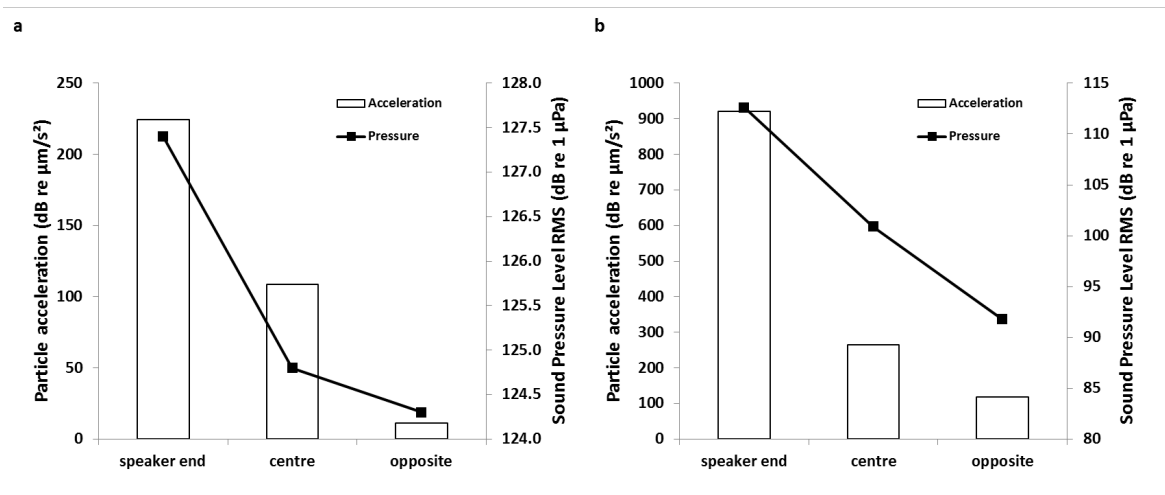 a
250
200
150
100
50
0
Particle acceleration (dB re µm/s²)
128.0
127.5
127.0
126.5
126.0
125.5
125.0
124.5
124.0
Sound Pressure Level RMS (dB re 1 µPa)
Acceleration
Pressure
speaker end centre opposite
b
1000
900
800
700
600
500
400
300
200
100
0
Particle acceleration (dB re µm/s²)
115
110
105
100
95
90
85
80
Sound Pressure Level RMS (dB re 1 µPa)
Acceleration
Pressure
speaker end centre opposite